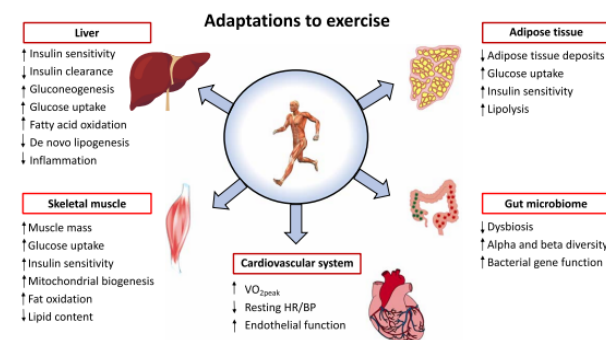 Adaptations to exercise
Liver
↑ Insulin sensitivity
↓ Insulin clearance
↑ Gluconeogenesis
↑ Glucose uptake
↑ Fatty acid oxidation
↓ De novo lipogenesis
↓ Inflammation
Adipose tissue
↓ Adipose tissue deposits
↑ Glucose uptake
↑ Insulin sensitivity
↑ Lipolysis
Skeletal muscle
↑ Muscle mass
↑ Glucose uptake
↑ Insulin sensitivity
↑ Mitochondrial biogenesis
↑ Fat oxidation
↓ Lipid content
Gut microbiome
↓ Dysbiosis
↑ Alpha and beta diversity
↑ Bacterial gene function
Cardiovascular system
↑ VO2peak
↓ Resting HR/BP
↑ Endothelial function